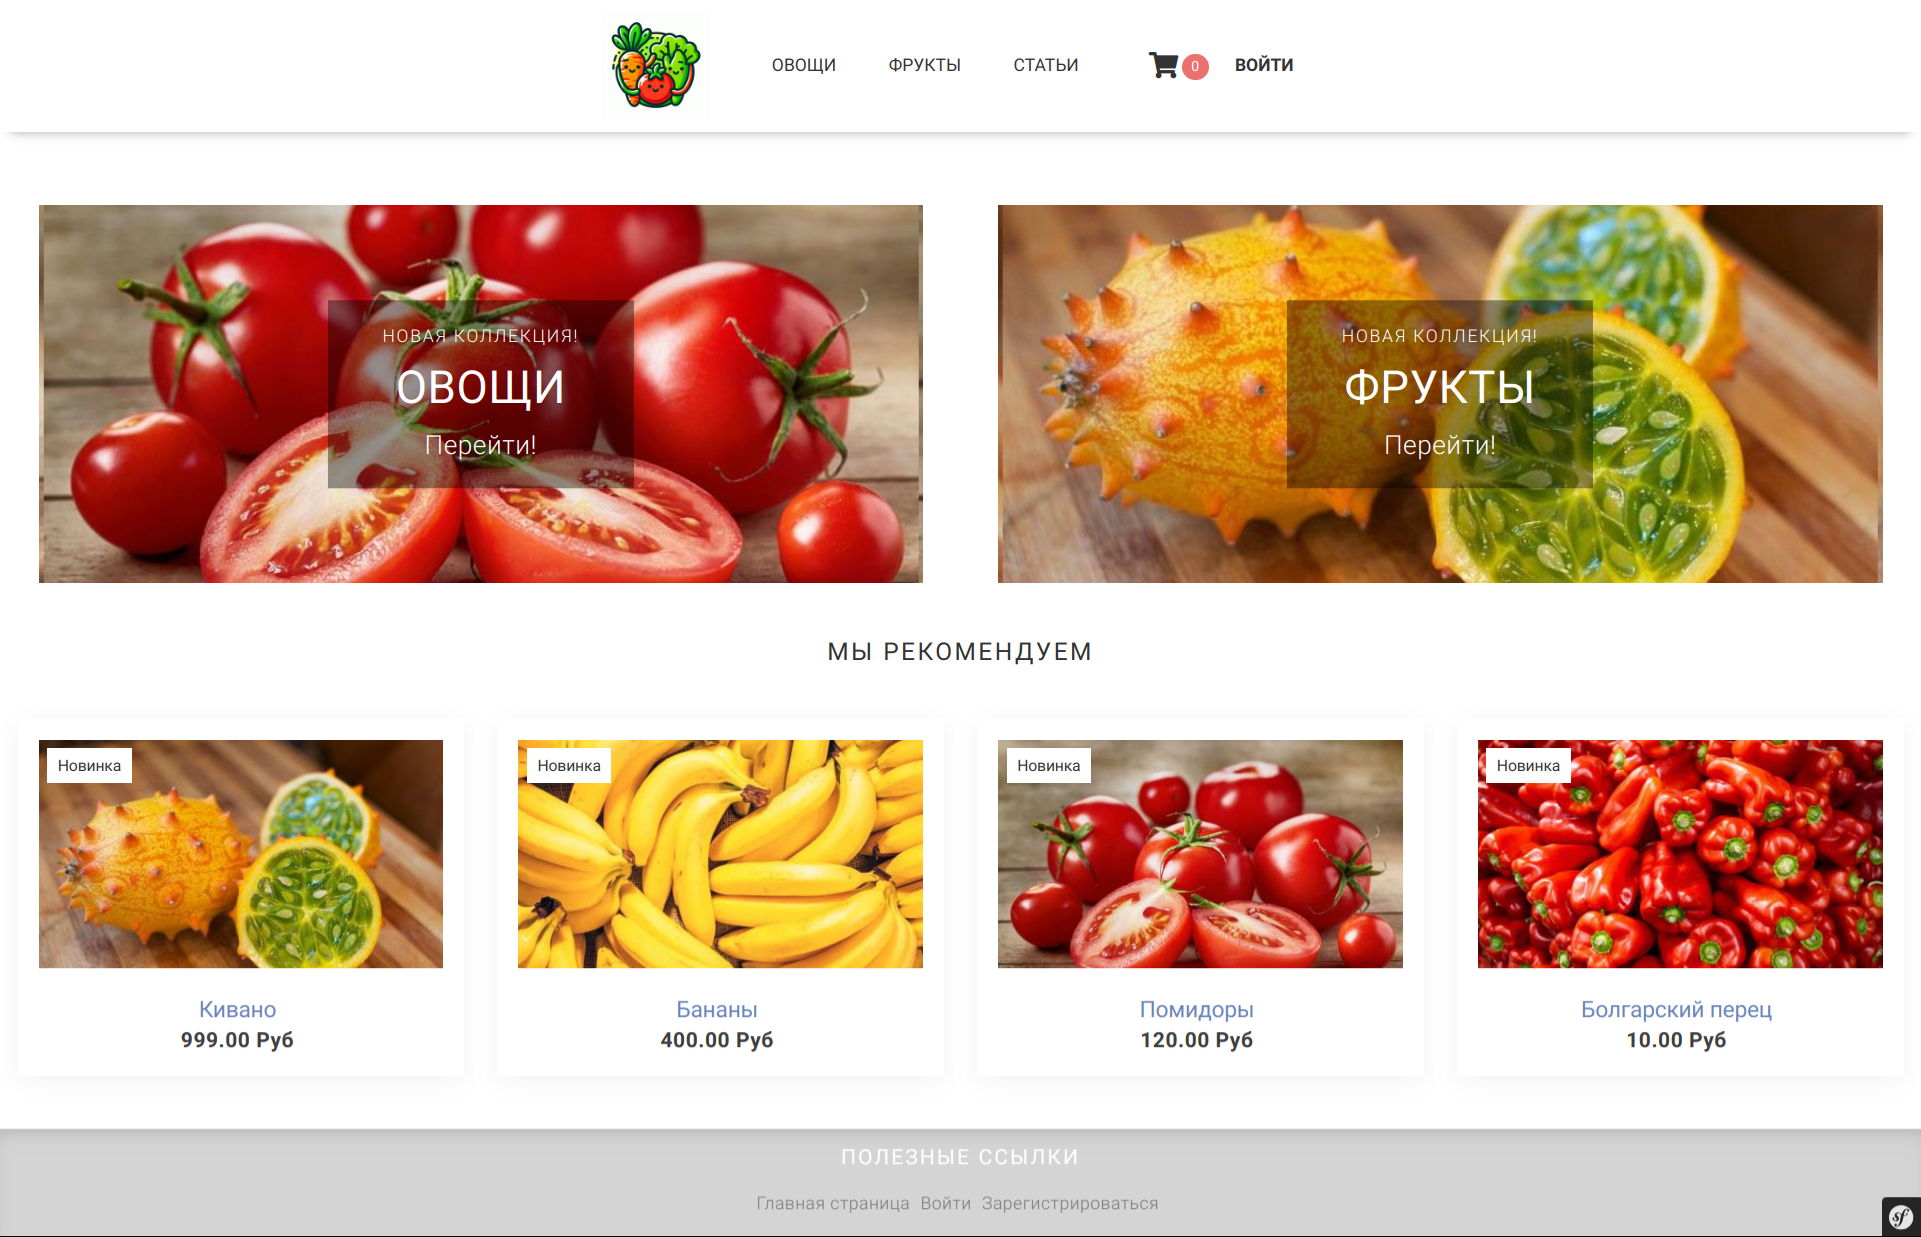 ОВОЩИ ФРУКТЫ СТАТЬИ 0 ВОЙТИ
НОВАЯ КОЛЛЕКЦИЯ!
ОВОЩИ
Перейти!
НОВАЯ КОЛЛЕКЦИЯ!
ФРУКТЫ
Перейти!
МЫ РЕКОМЕНДУЕМ
Новинка
Кивано
999.00 Руб
Новинка
Бананы
400.00 Руб
Новинка
Помидоры
120.00 Руб
Новинка
Болгарский перец
10.00 Руб
ПОЛЕЗНЫЕ ССЫЛКИ
Главная страница Войти Зарегистрироваться
sf